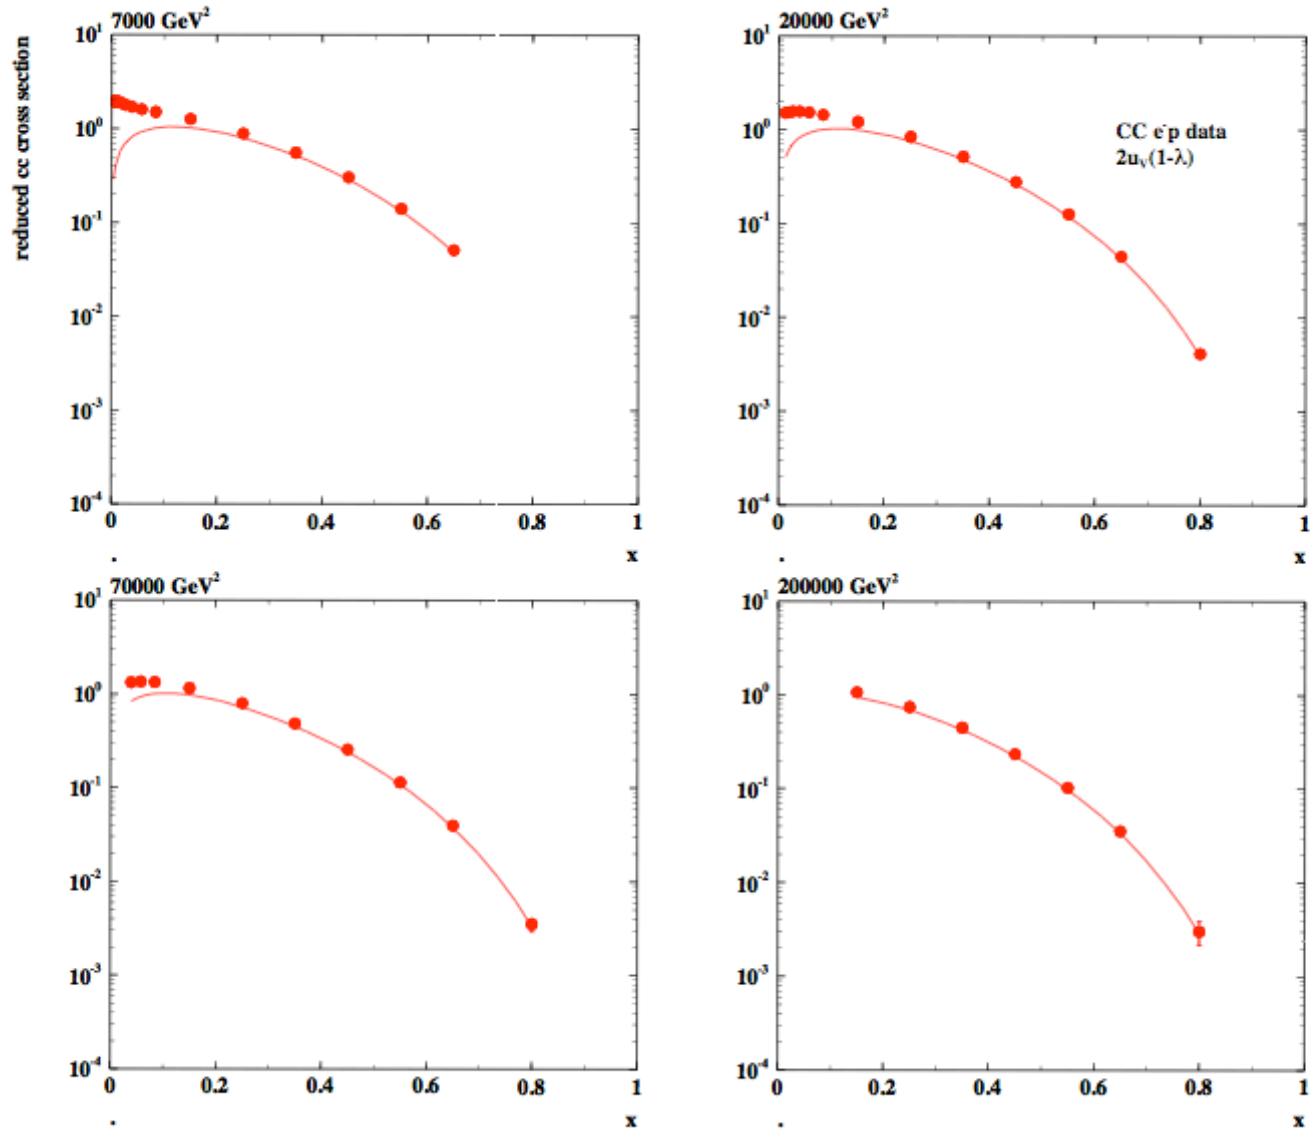 7000 GeV²
20000 GeV²
reduced cc cross section
10¹
10⁰
10⁻¹
10⁻²
10⁻³
10⁻⁴
0 0.2 0.4 0.6 0.8 1
x
10¹
10⁰
10⁻¹
10⁻²
10⁻³
10⁻⁴
CC e⁻p data
2uᵥ(1-λ)
0 0.2 0.4 0.6 0.8 1
x
70000 GeV²
200000 GeV²
10¹
10⁰
10⁻¹
10⁻²
10⁻³
10⁻⁴
0 0.2 0.4 0.6 0.8 1
x
10¹
10⁰
10⁻¹
10⁻²
10⁻³
10⁻⁴
0 0.2 0.4 0.6 0.8 1
x